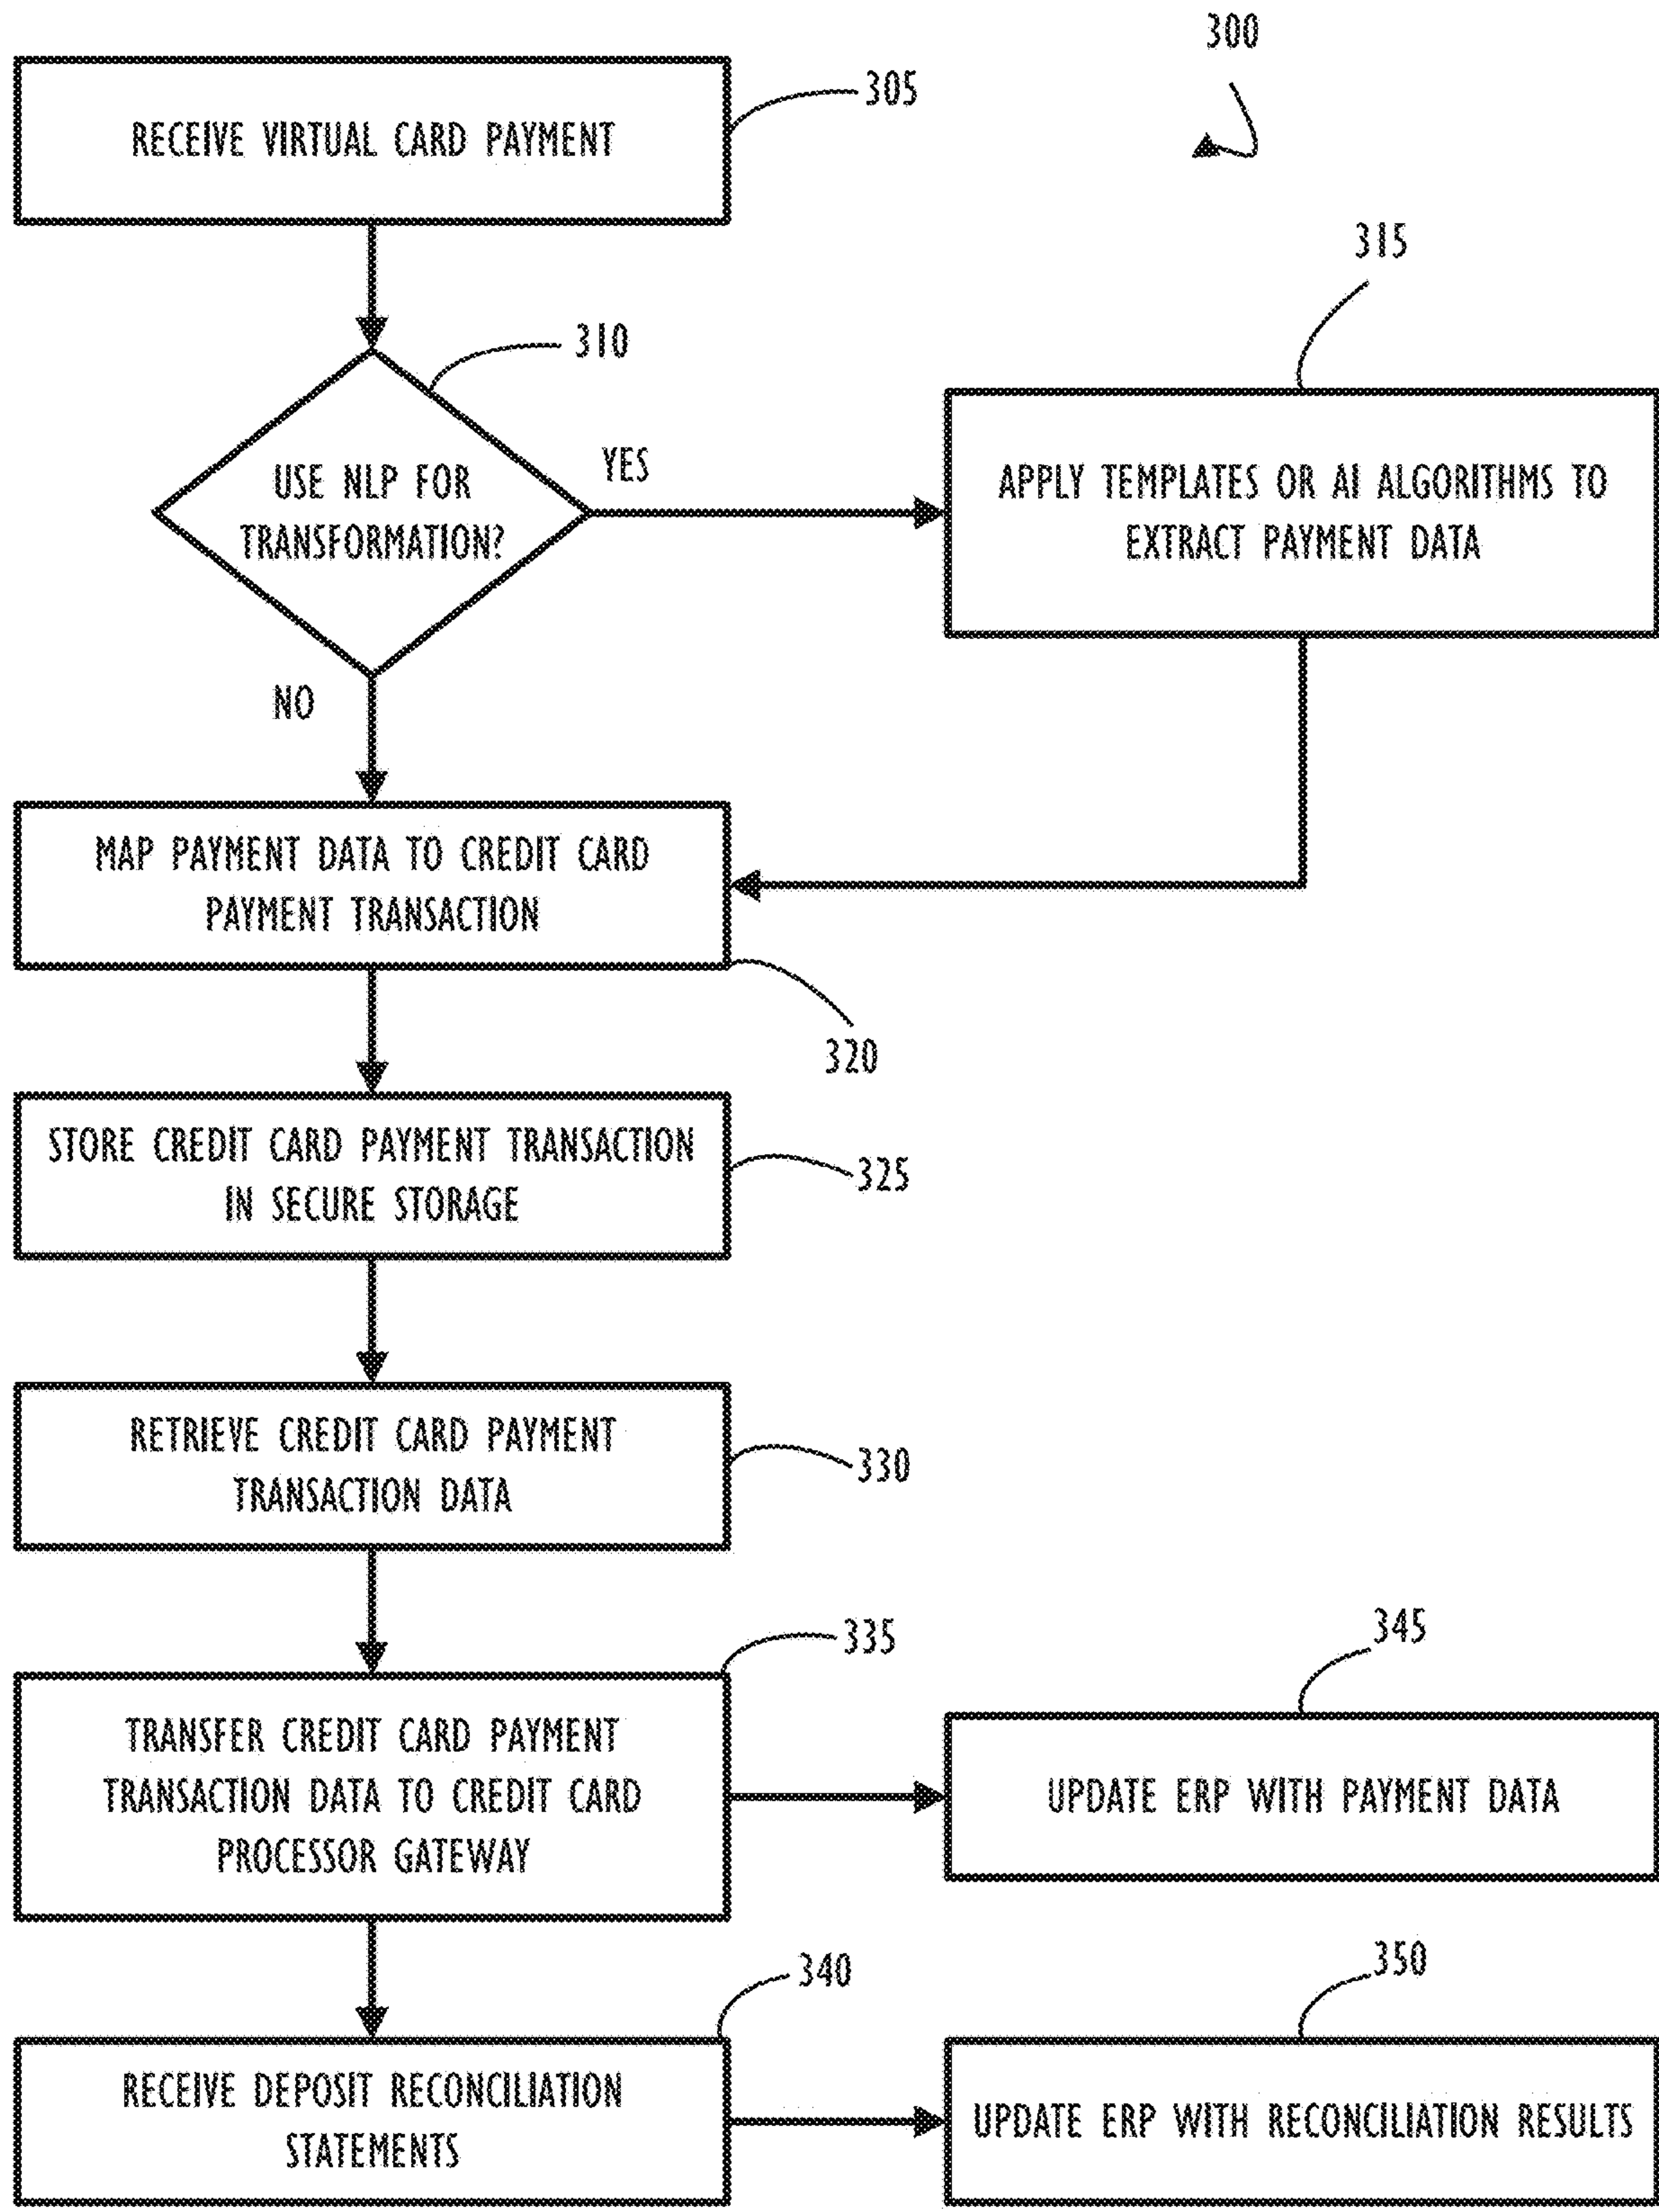 300
RECEIVE VIRTUAL CARD PAYMENT
305
310
USE NLP FOR
TRANSFORMATION?
YES
NO
315
APPLY TEMPLATES OR AI ALGORITHMS TO
EXTRACT PAYMENT DATA
MAP PAYMENT DATA TO CREDIT CARD
PAYMENT TRANSACTION
320
STORE CREDIT CARD PAYMENT TRANSACTION
IN SECURE STORAGE
325
RETRIEVE CREDIT CARD PAYMENT
TRANSACTION DATA
330
335
TRANSFER CREDIT CARD PAYMENT
TRANSACTION DATA TO CREDIT CARD
PROCESSOR GATEWAY
345
UPDATE ERP WITH PAYMENT DATA
340
RECEIVE DEPOSIT RECONCILIATION
STATEMENTS
350
UPDATE ERP WITH RECONCILIATION RESULTS